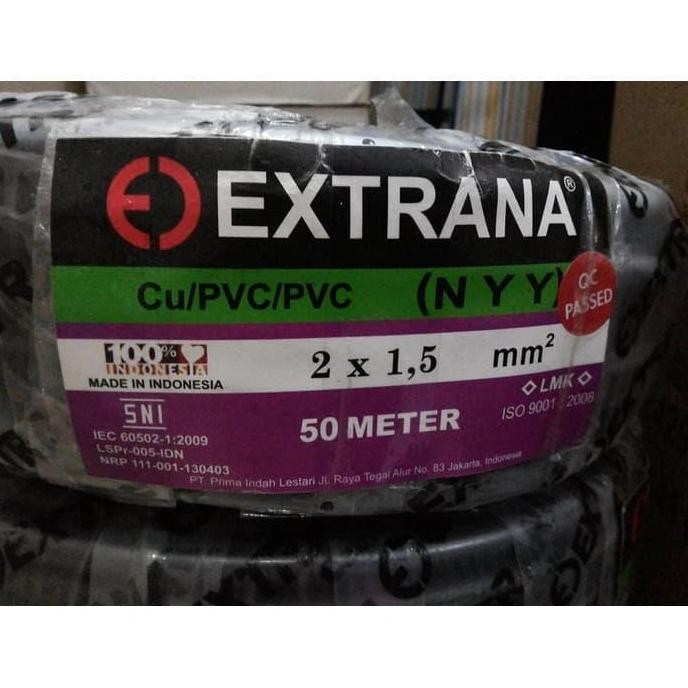 EXTRANA®
Cu/PVC/PVC (NYY)
QC PASSED
100% INDONESIA
MADE IN INDONESIA
2 x 1,5 mm²
LMK
SNI
50 METER
ISO 9001 : 2008
IEC 60502-1:2009
LSPr-005-IDN
NRP 111-001-130403
PT. Prima Indah Lestari Jl. Raya Tegal Alur No. 83 Jakarta, Indonesia